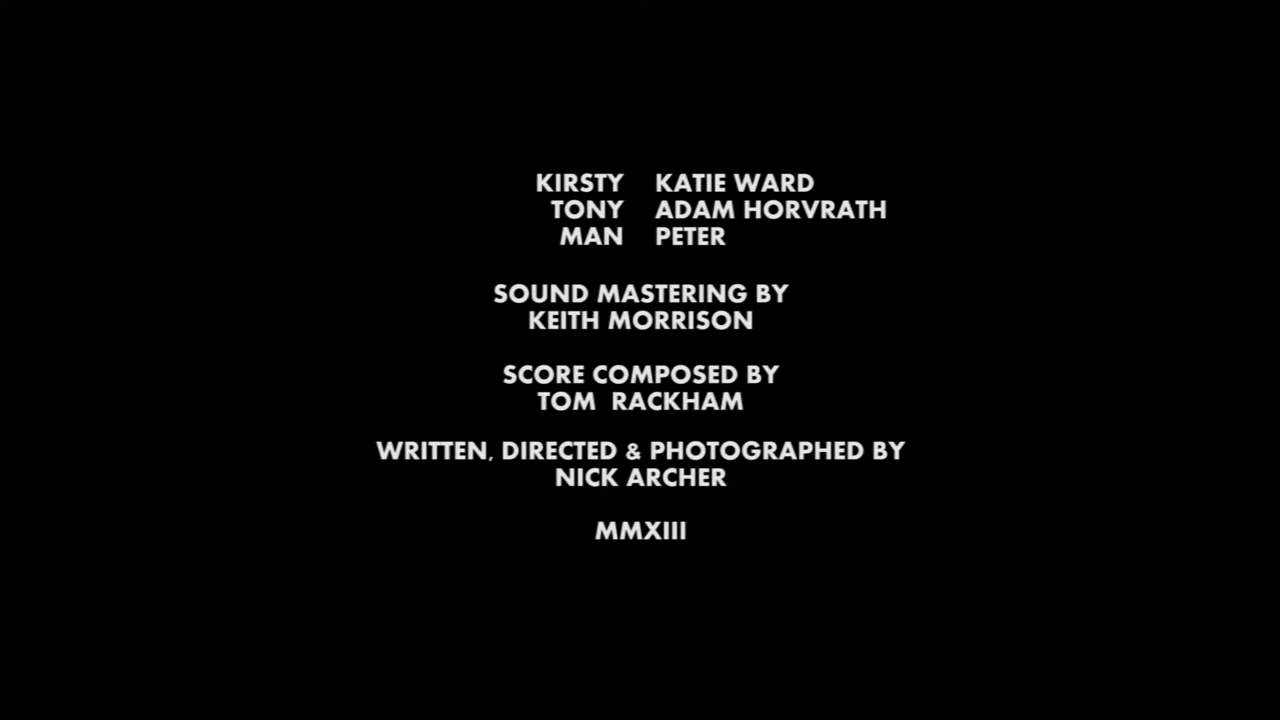 KIRSTY KATIE WARD
TONY ADAM HORVRATH
MAN PETER
SOUND MASTERING BY
KEITH MORRISON
SCORE COMPOSED BY
TOM RACKHAM
WRITTEN, DIRECTED & PHOTOGRAPHED BY
NICK ARCHER
MMXIII